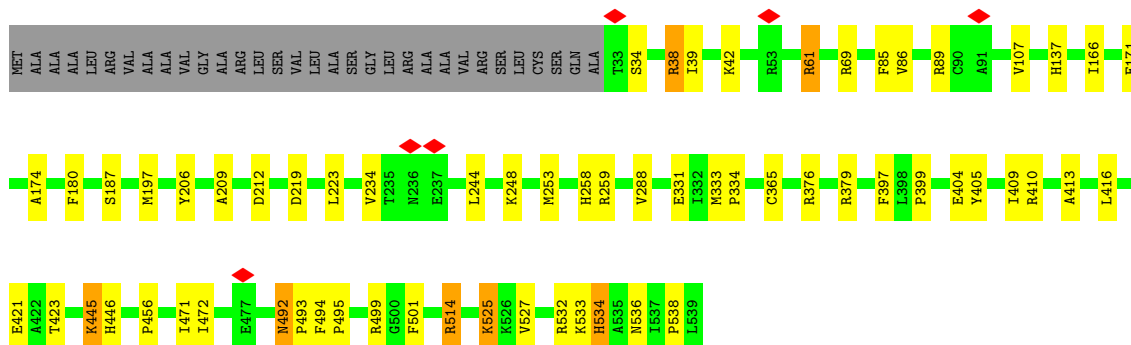 MET ALA ALA ALA LEU ARG VAL ALA ALA VAL GLY ALA ARG LEU SER VAL LEU ALA SER GLY LEU ARG ALA ALA VAL ARG SER LEU CYS SER GLN ALA T33 S34 R38 I39 K42 R53 R61 R69 F85 V86 R89 C90 A91 V107 H137 I166
A174 F180 S187 M197 Y206 A209 D212 D219 L223 V234 T235 N236 E237 L244 K248 M253 H258 R259 V288 E331 I332 M333 P334 C365 R376 R379 F397 L398 P399 E404 Y405 I409 R410 A413 L416
E421 A422 T423 K445 H446 P456 I471 I472 E477 N492 P493 F494 P495 R499 G500 F501 R514 K525 K526 V527 R532 K533 H534 A535 N536 I537 P538 L539